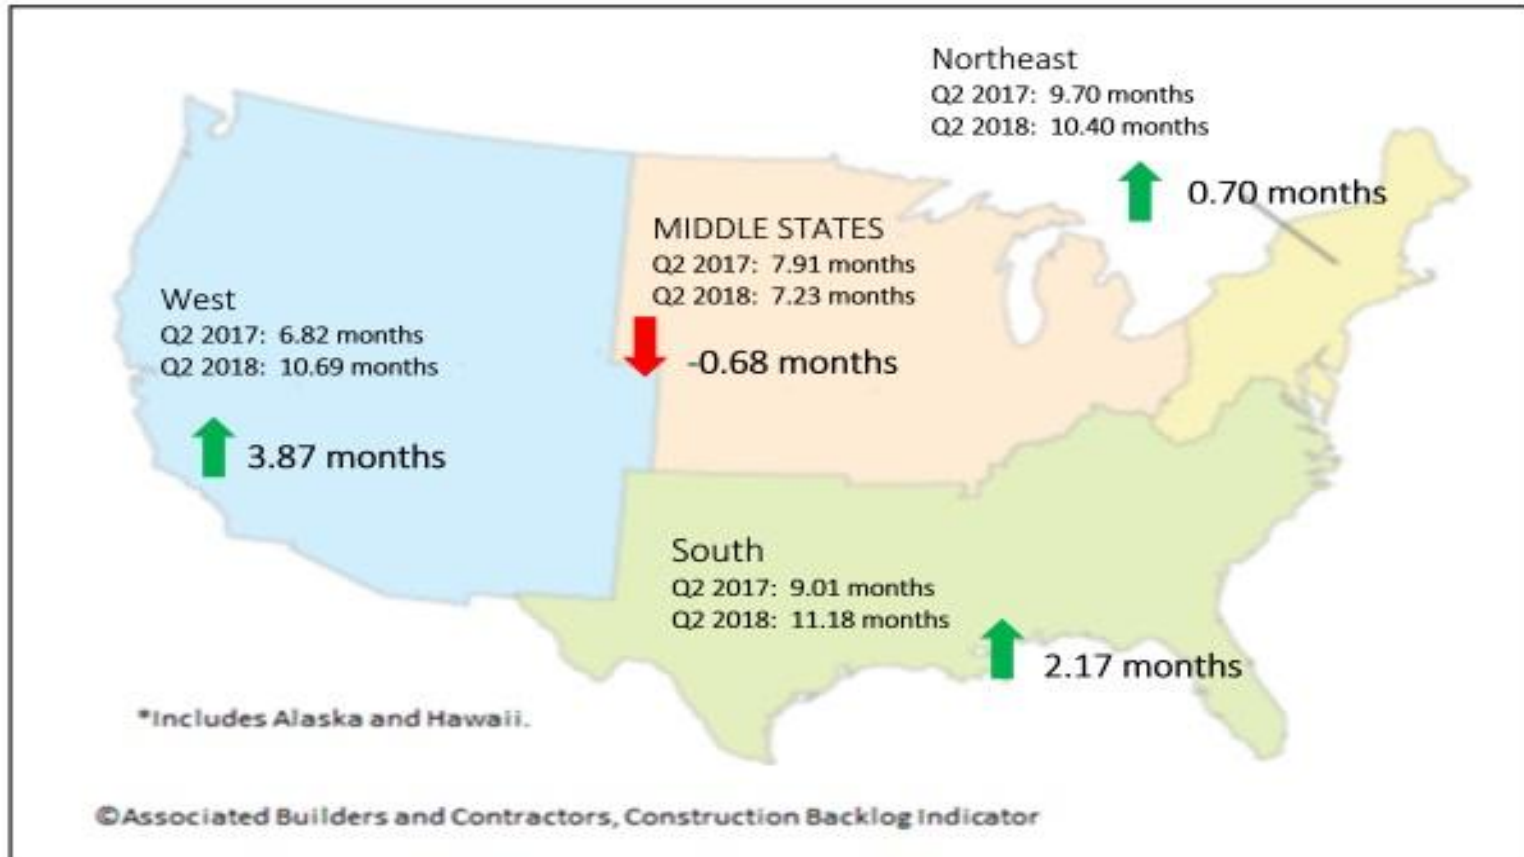 Northeast
Q2 2017: 9.70 months
Q2 2018: 10.40 months
0.70 months
MIDDLE STATES
Q2 2017: 7.91 months
Q2 2018: 7.23 months
-0.68 months
West
Q2 2017: 6.82 months
Q2 2018: 10.69 months
3.87 months
South
Q2 2017: 9.01 months
Q2 2018: 11.18 months
2.17 months
*Includes Alaska and Hawaii.
©Associated Builders and Contractors, Construction Backlog Indicator